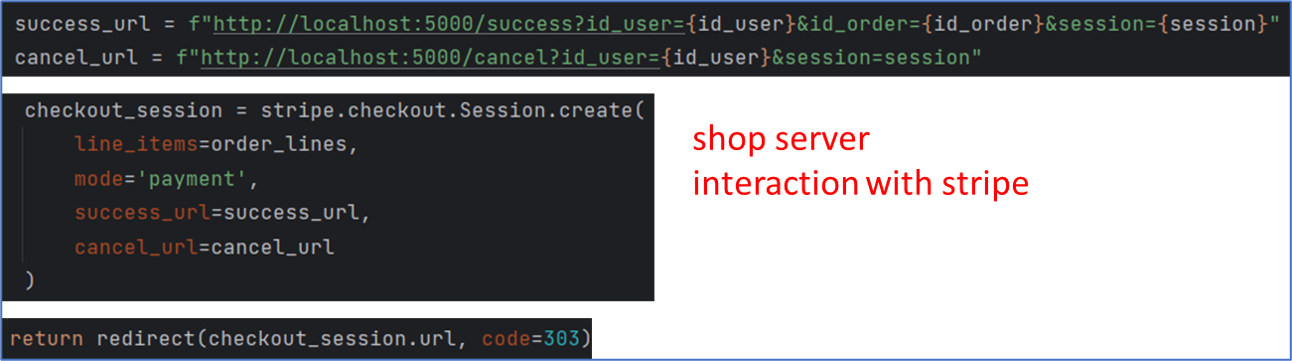 success_url = f"http://localhost:5000/success?id_user={id_user}&id_order={id_order}&session={session}"
cancel_url = f"http://localhost:5000/cancel?id_user={id_user}&session=session"
checkout_session = stripe.checkout.Session.create(
line_items=order_lines,
mode='payment',
success_url=success_url,
cancel_url=cancel_url
)
shop server
interaction with stripe
return redirect(checkout_session.url, code=303)